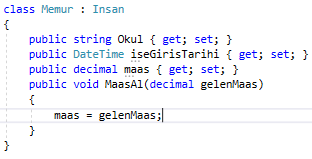 class Memur : Insan
{
    public string Okul { get; set; }
    public DateTime iseGirisTarihi { get; set; }
    public decimal maas { get; set; }
    public void MaasAl(decimal gelenMaas)
    {
        maas = gelenMaas;
    }
}